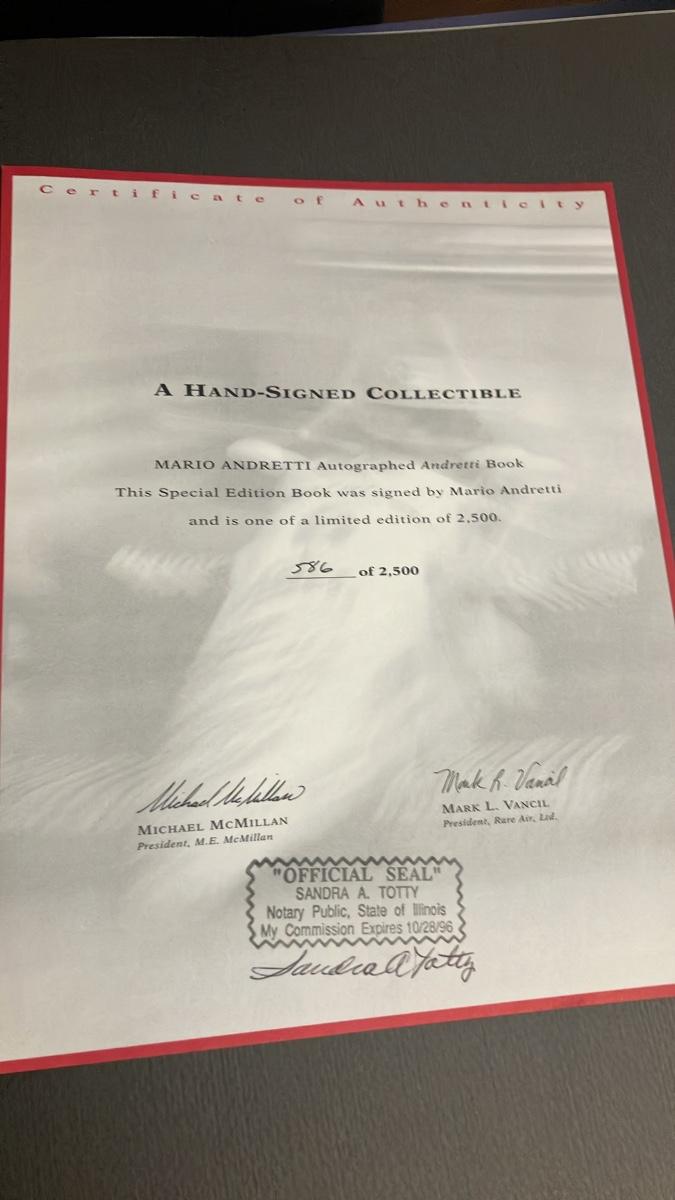 Certificate of Authenticity
A HAND-SIGNED COLLECTIBLE
MARIO ANDRETTI Autographed Andretti Book
This Special Edition Book was signed by Mario Andretti
and is one of a limited edition of 2,500.
586 of 2,500
Michael McMillan
MICHAEL MCMILLAN
President, M.E. McMillan
Mark R. Vancil
MARK L. VANCIL
President, Rare Air, Ltd.
"OFFICIAL SEAL"
SANDRA A. TOTTY
Notary Public, State of Illinois
My Commission Expires 10/28/96
Sandra A Totty